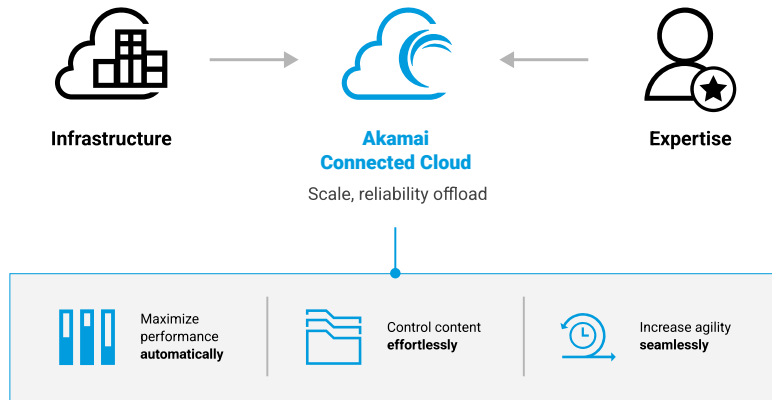 Infrastructure
Akamai
Connected Cloud
Scale, reliability offload
Expertise
Maximize
performance
automatically
Control content
effortlessly
Increase agility
seamlessly